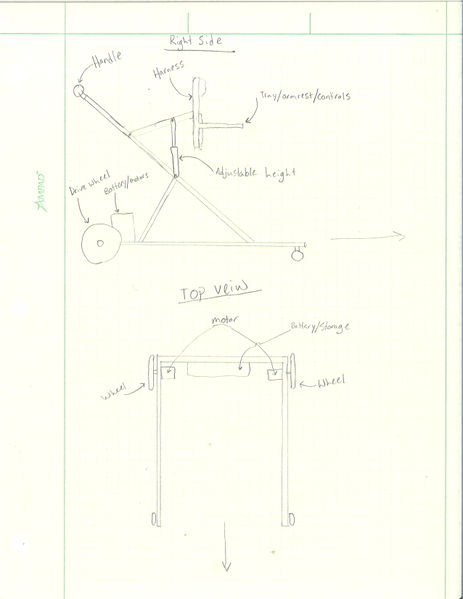 Right Side
Handle
Harness
Tray/armrest/controls
Adjustable height
Drive wheel
Battery/motors
AMPAD
TOP VEIW
motor
Battery/Storage
Wheel
Wheel